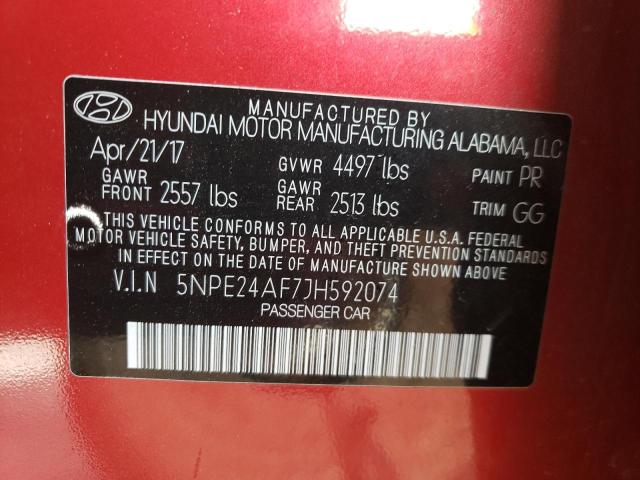 MANUFACTURED BY
HYUNDAI MOTOR MANUFACTURING ALABAMA, LLC
Apr/21/17 GVWR 4497 lbs PAINT PR
GAWR FRONT 2557 lbs GAWR REAR 2513 lbs TRIM GG
THIS VEHICLE CONFORMS TO ALL APPLICABLE U.S.A. FEDERAL
MOTOR VEHICLE SAFETY, BUMPER, AND THEFT PREVENTION STANDARDS
IN EFFECT ON THE DATE OF MANUFACTURE SHOWN ABOVE.
V.I.N 5NPE24AF7JH592074
PASSENGER CAR